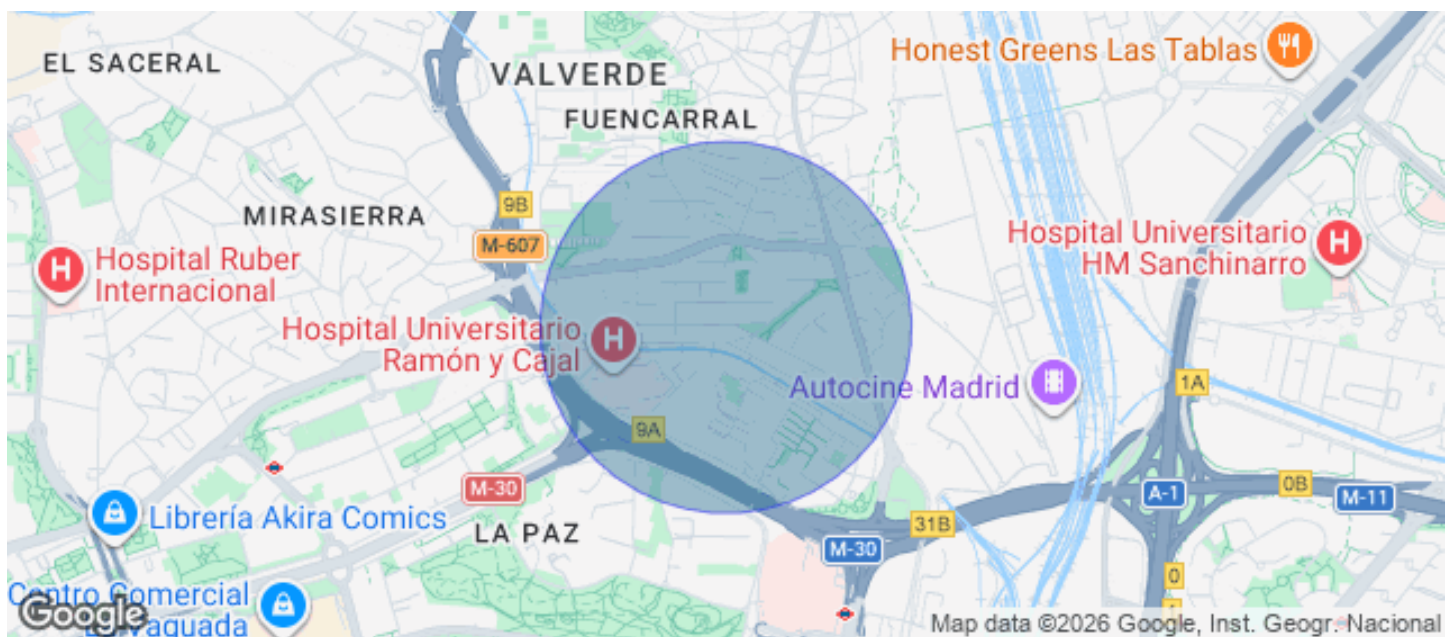 EL SACERAL
VALVERDE
FUENCARRAL
Honest Greens Las Tablas
MIRASIERRA
9B
M-607
Hospital Ruber
Internacional
Hospital Universitario
HM Sanchinarro
Hospital Universitario
Ramón y Cajal
Autocine Madrid
1A
9A
M-30
Librería Akira Comics
LA PAZ
A-1
0B
M-11
31B
M-30
0
Centro Comercial
La Vaguada
Google
Map data ©2026 Google, Inst. Geogr. Nacional